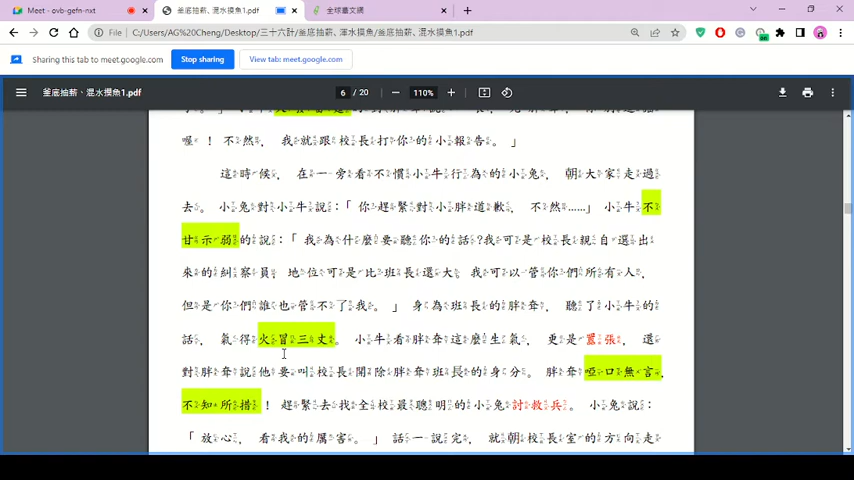 Meet - ovb-gefn-nxt
釜底抽薪、混水摸魚1.pdf
全球臺文網
File | C:/Users/AG%20Cheng/Desktop/三十六計/釜底抽薪、渾水摸魚/釜底抽薪、混水摸魚1.pdf
Sharing this tab to meet.google.com
Stop sharing
View tab: meet.google.com
釜底抽薪、混水摸魚1.pdf
6 / 20
110%
喔！不然，我就跟校長打你的小報告。」
這時候，在一旁看不慣小牛行為的小兔，朝大家走過
去。小兔對小牛說：「你趕緊對小胖道歉，不然……」小牛不
甘示弱的說：「我為什麼要聽你的話?我可是校長親自選出
來的糾察員，地位可是比班長還大。我可以管你們所有人，
但是你們誰也管不了我。」身為班長的胖奇，聽了小牛的
話，氣得火冒三丈。小牛看胖奇這麼生氣，更是囂張，還
對胖奇說他要叫校長開除胖奇班長的身分。胖奇啞口無言，
不知所措！趕緊去找全校最聰明的小兔討救兵。小兔說：
「放心，看我的厲害。」話一說完，就朝校長室的方向走